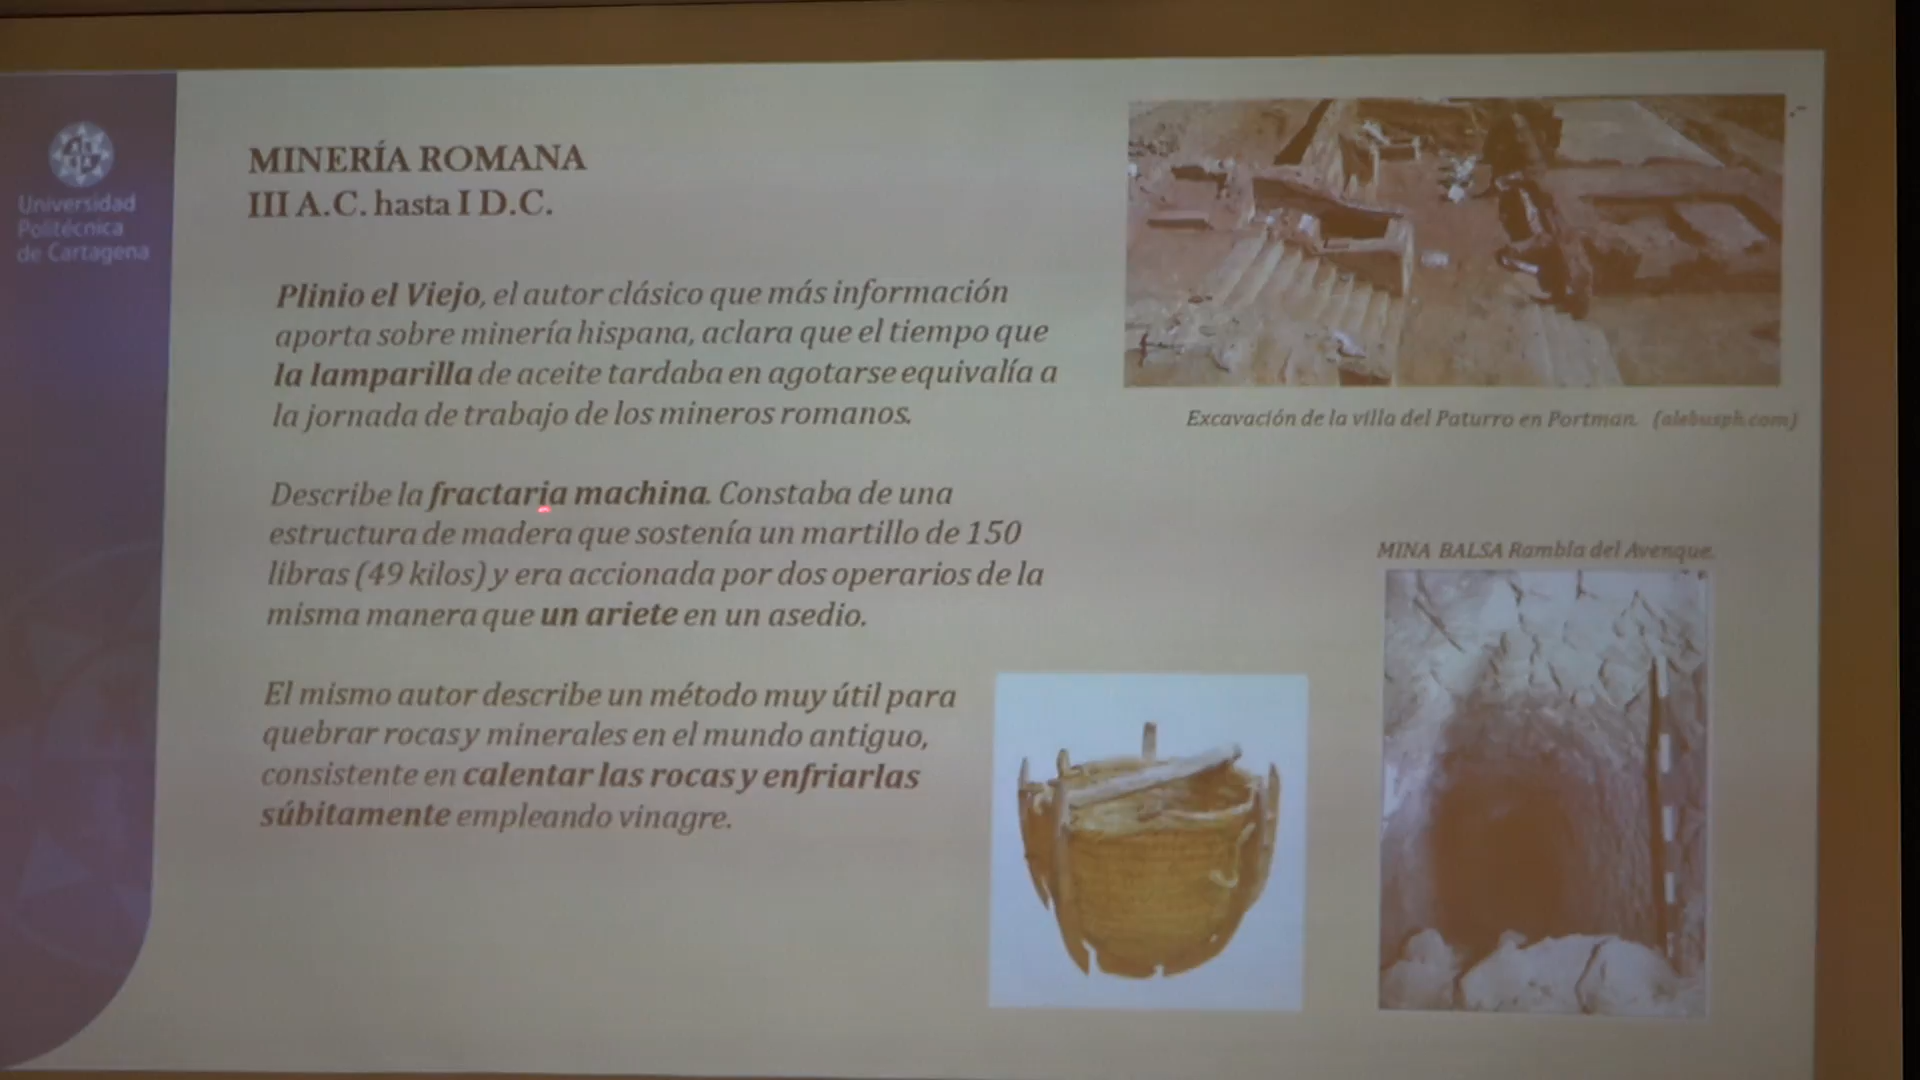 Universidad
Politécnica
de Cartagena
MINERÍA ROMANA
III A.C. hasta I D.C.
Plinio el Viejo, el autor clásico que más información
aporta sobre minería hispana, aclara que el tiempo que
la lamparilla de aceite tardaba en agotarse equivalía a
la jornada de trabajo de los mineros romanos.
Describe la fractaria machina. Constaba de una
estructura de madera que sostenía un martillo de 150
libras (49 kilos) y era accionada por dos operarios de la
misma manera que un ariete en un asedio.
El mismo autor describe un método muy útil para
quebrar rocas y minerales en el mundo antiguo,
consistente en calentar las rocas y enfriarlas
súbitamente empleando vinagre.
Excavación de la villa del Paturro en Portman. (alebusph.com)
MINA BALSA Rambla del Avenque.